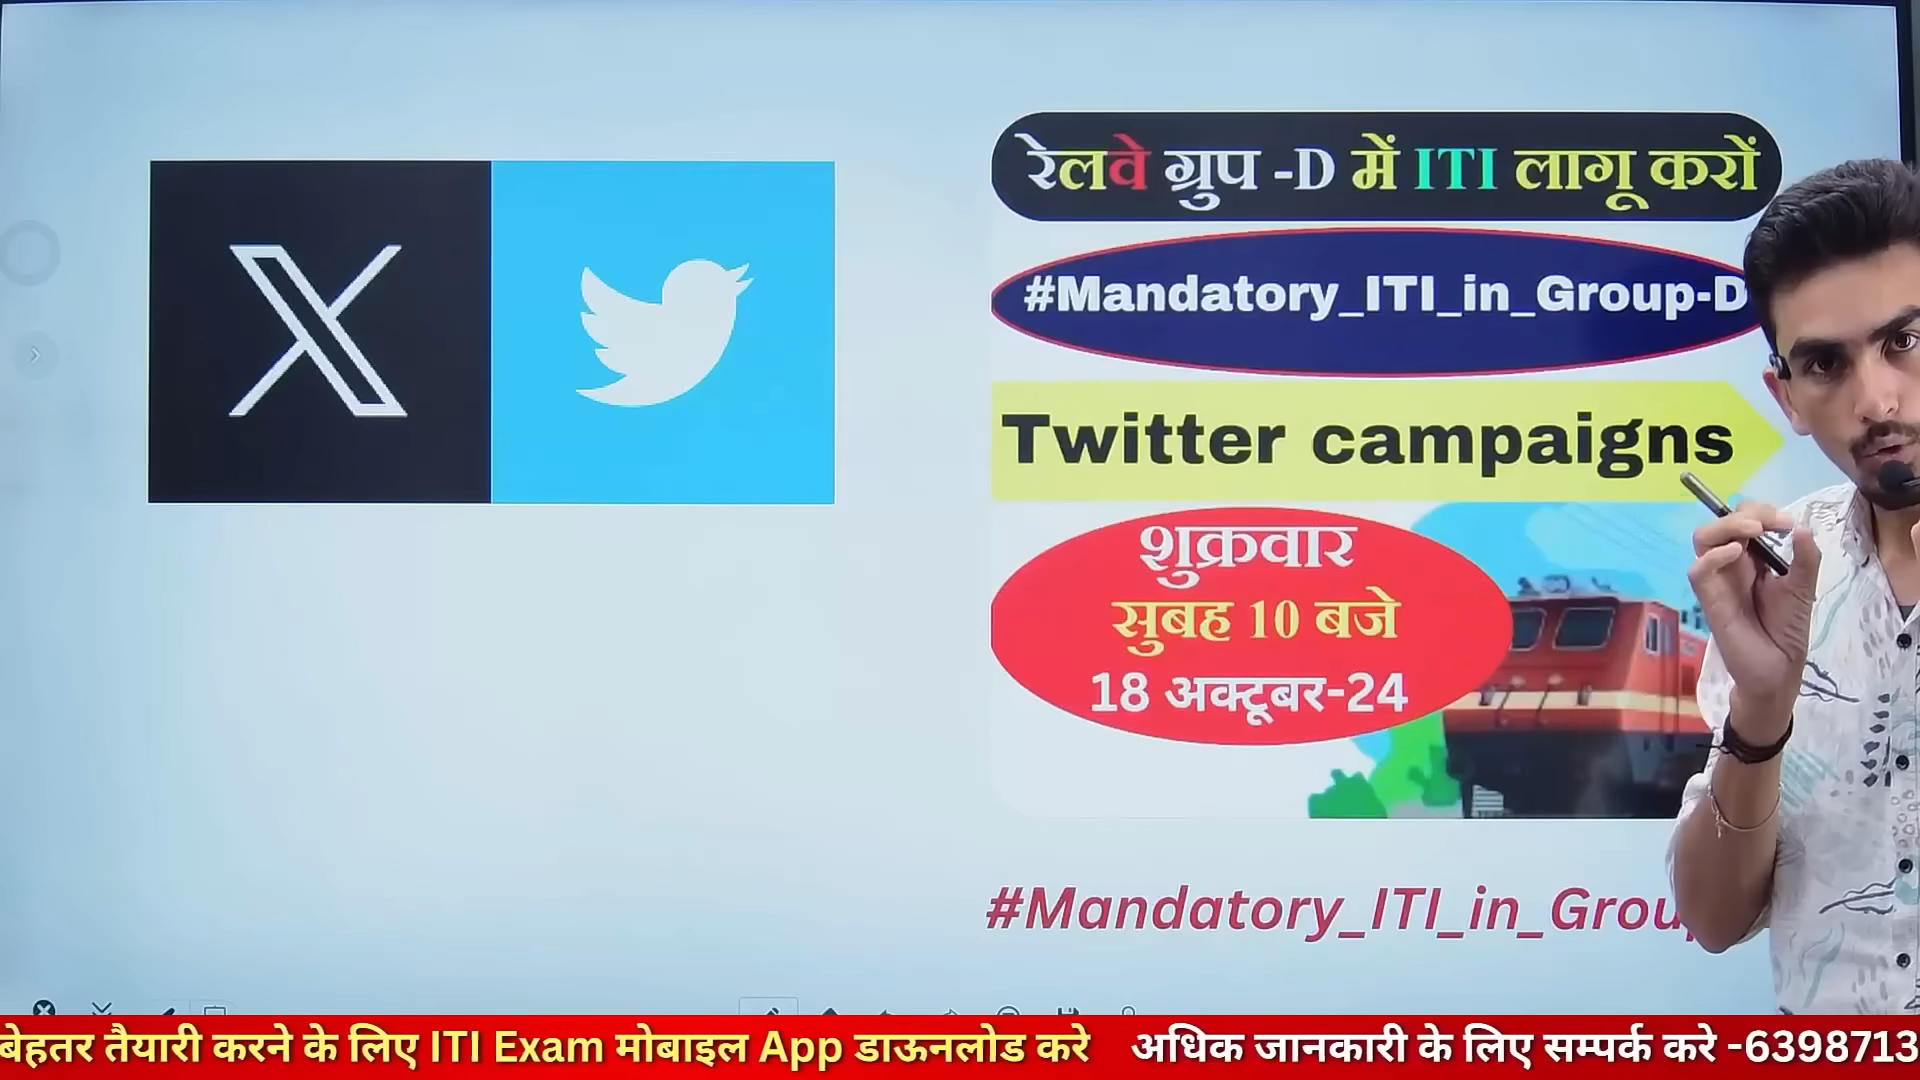 रेलवे ग्रुप -D में ITI लागू करों
#Mandatory_ITI_in_Group-D
Twitter campaigns
शुक्रवार
सुबह 10 बजे
18 अक्टूबर-24
#Mandatory_ITI_in_Grou
बेहतर तैयारी करने के लिए ITI Exam मोबाइल App डाऊनलोड करे अधिक जानकारी के लिए सम्पर्क करे -6398713